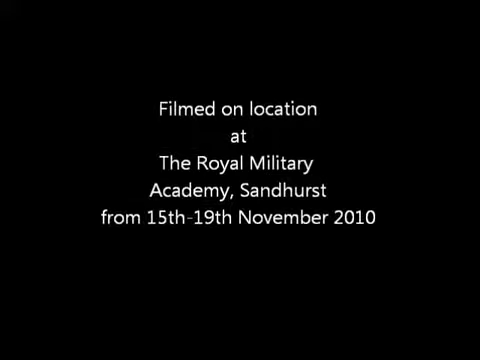 Filmed on location
at
The Royal Military
Academy, Sandhurst
from 15th-19th November 2010